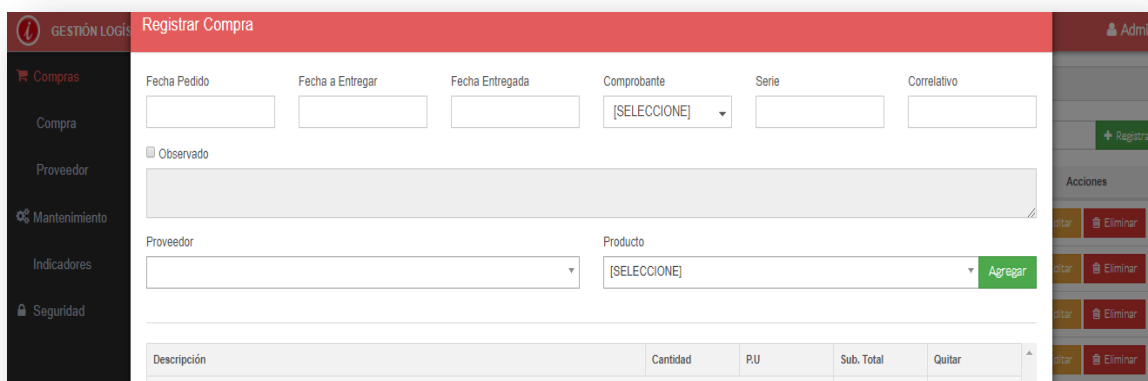 GESTIÓN LOGÍS
Registrar Compra
Admi
Compras
Compra
Proveedor
Mantenimiento
Indicadores
Seguridad
Fecha Pedido Fecha a Entregar Fecha Entregada Comprobante Serie Correlativo
[SELECCIONE]
Observado
Proveedor Producto
[SELECCIONE] Agregar
Descripción Cantidad P.U Sub. Total Quitar
+ Registra
Acciones
ditar Eliminar
ditar Eliminar
ditar Eliminar
ditar Eliminar